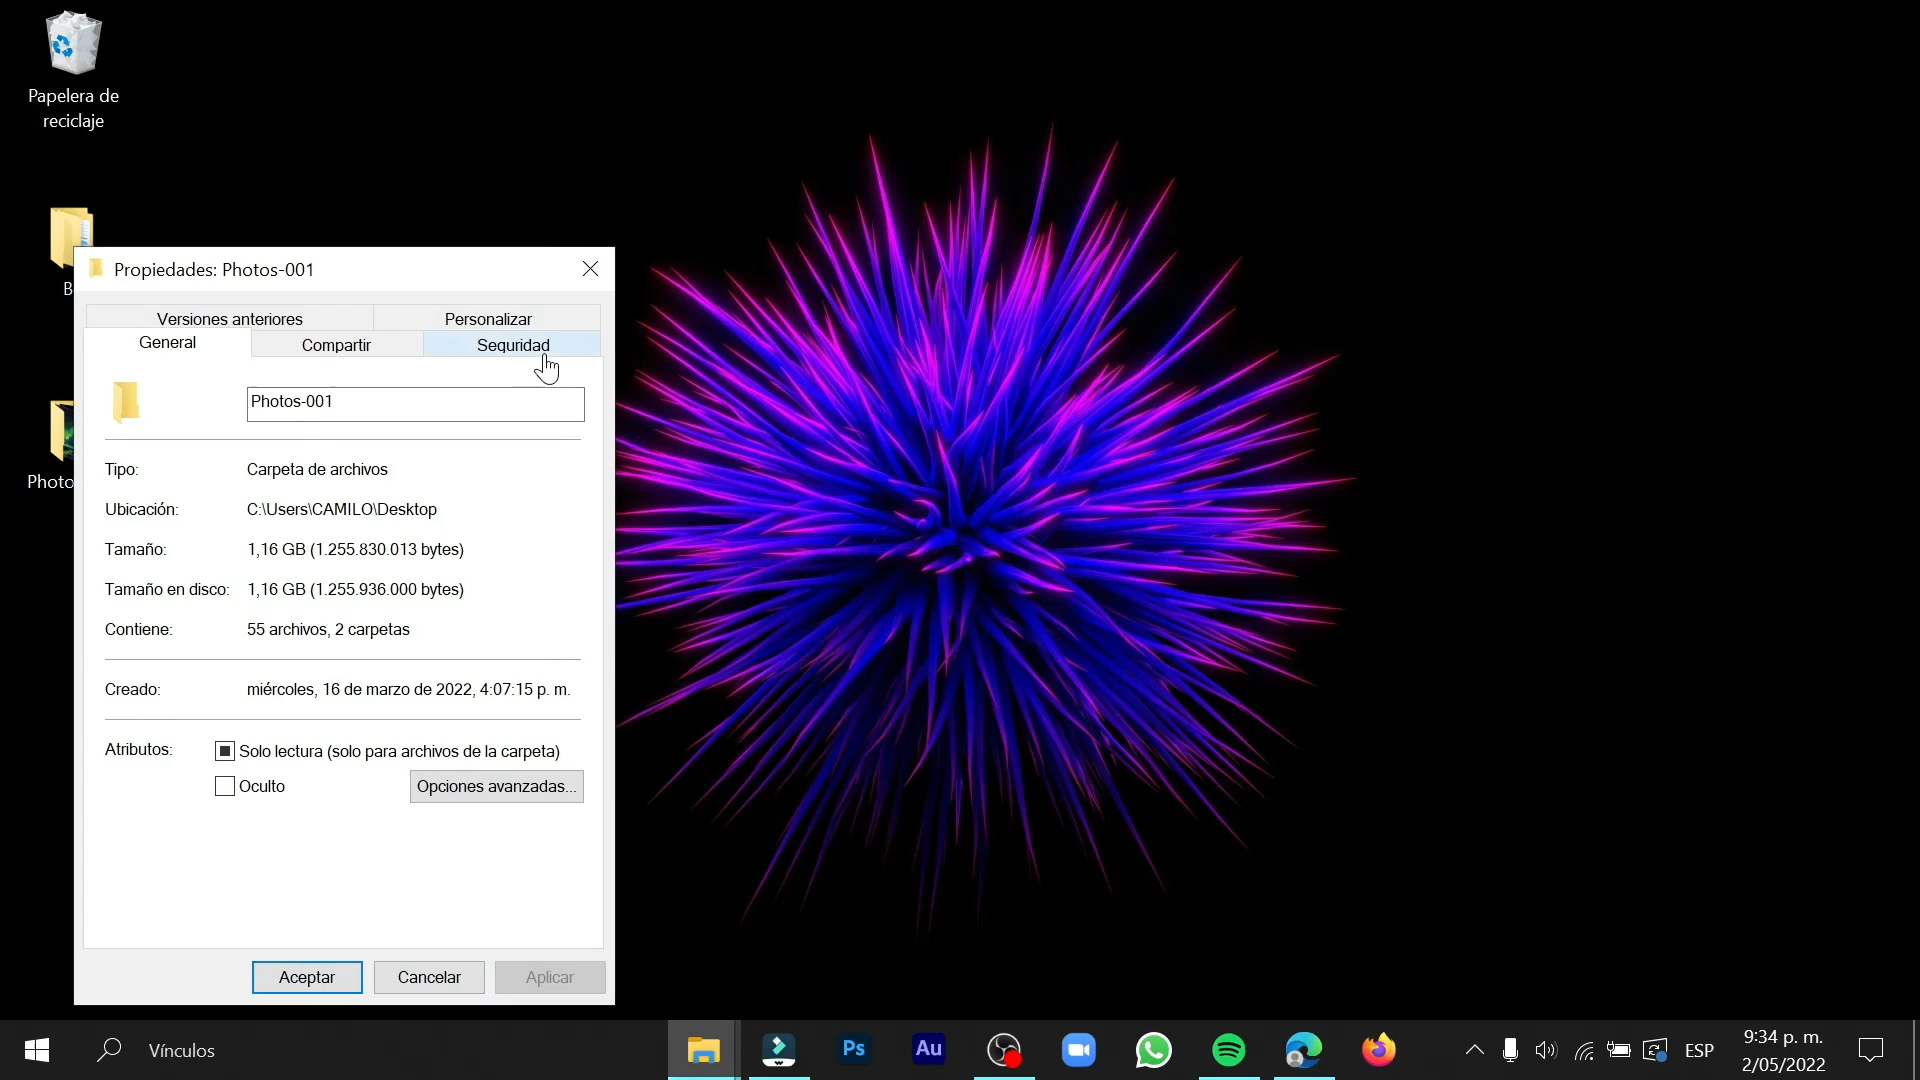 Papelera de
reciclaje
B
Photo
Propiedades: Photos-001
Versiones anteriores
Personalizar
General
Compartir
Seguridad
Photos-001
Tipo:
Carpeta de archivos
Ubicación:
C:\Users\CAMILO\Desktop
Tamaño:
1,16 GB (1.255.830.013 bytes)
Tamaño en disco:
1,16 GB (1.255.936.000 bytes)
Contiene:
55 archivos, 2 carpetas
Creado:
miércoles, 16 de marzo de 2022, 4:07:15 p. m.
Atributos:
Solo lectura (solo para archivos de la carpeta)
Oculto
Opciones avanzadas...
Aceptar
Cancelar
Aplicar
Vínculos
Ps
Au
ESP
9:34 p. m.
2/05/2022